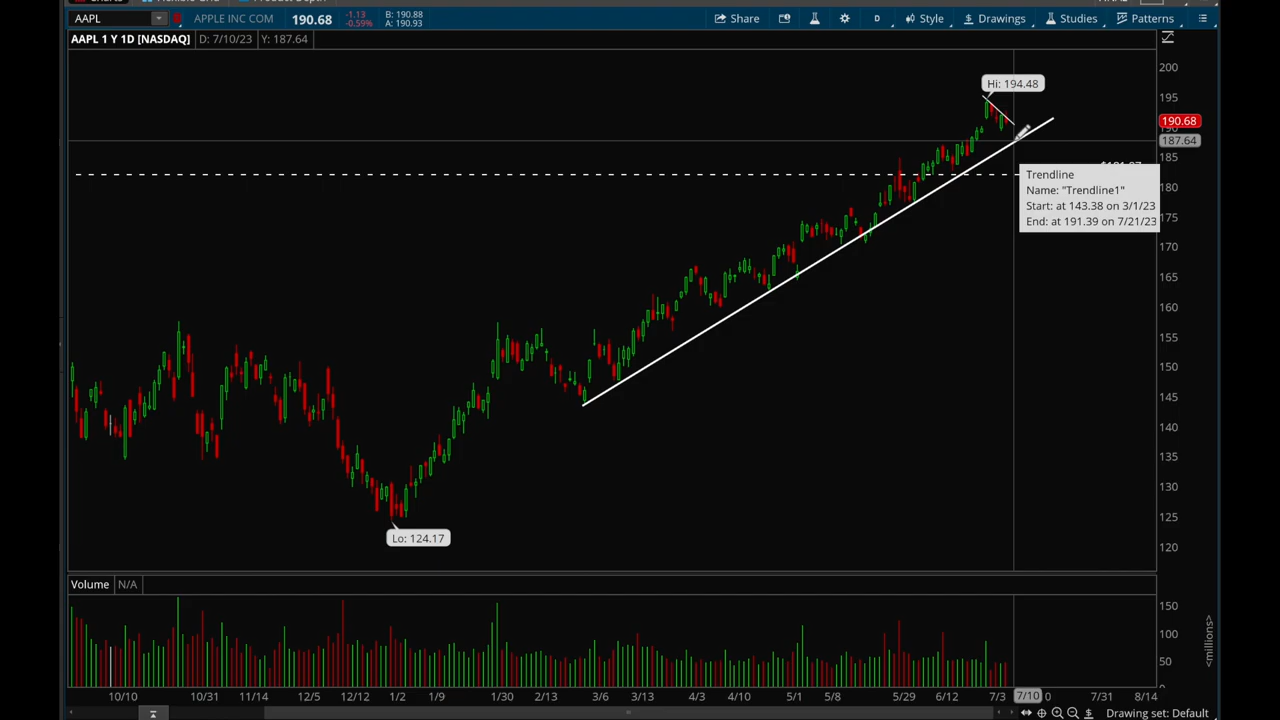 AAPL APPLE INC COM 190.68 -1.13 -0.59% B: 190.88 A: 190.93 Share D Style Drawings Studies Patterns
AAPL 1 Y 1D [NASDAQ] D: 7/10/23 Y: 187.64
200
Hi: 194.48
195
190.68
190
187.64
185
Trendline
Name: "Trendline1"
Start: at 143.38 on 3/1/23
End: at 191.39 on 7/21/23
180
175
170
165
160
155
150
145
140
135
130
125
Lo: 124.17
120
Volume N/A
150
100
50
<millions>
10/10 10/31 11/14 12/5 12/12 1/2 1/9 1/30 2/13 3/6 3/13 4/3 4/10 5/1 5/8 5/29 6/12 7/3 7/10 0 7/31 8/14
Drawing set: Default